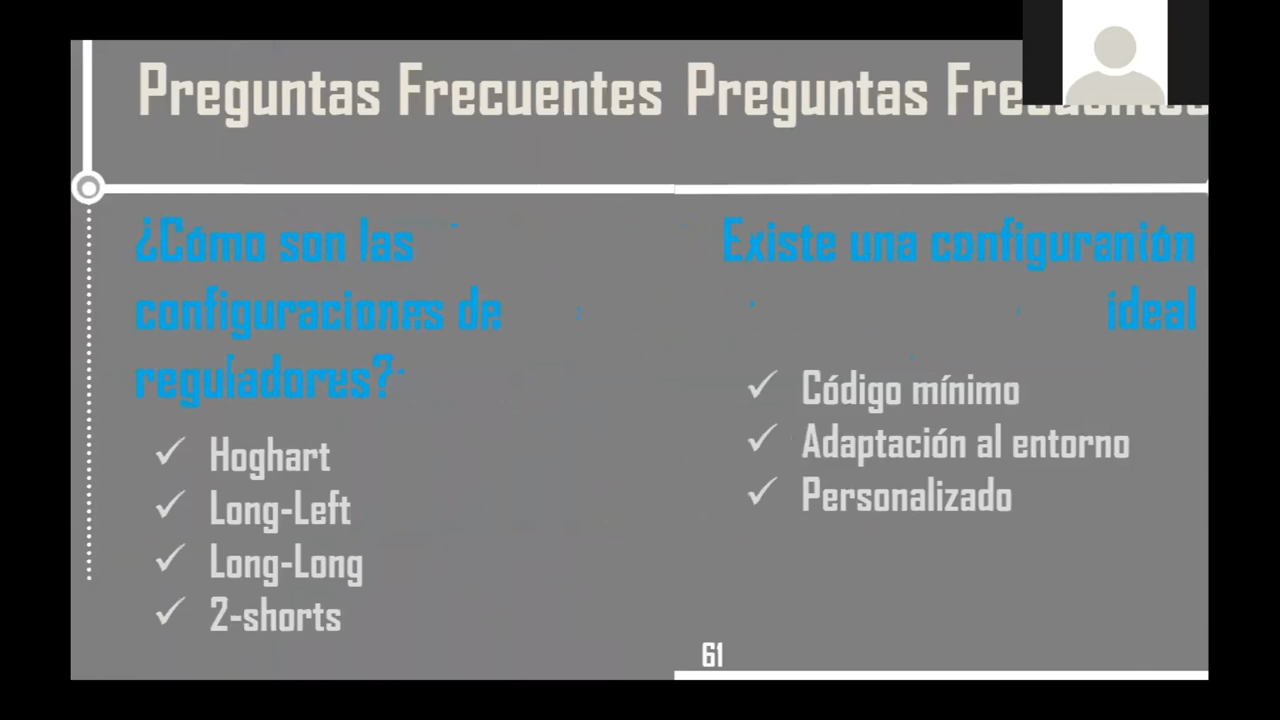 Preguntas Frecuentes
¿Cómo son las
configuraciones de
reguladores?
Hoghart
Long-Left
Long-Long
2-shorts
Preguntas Frecuentes
Existe una configuranión
ideal
Código mínimo
Adaptación al entorno
Personalizado
61